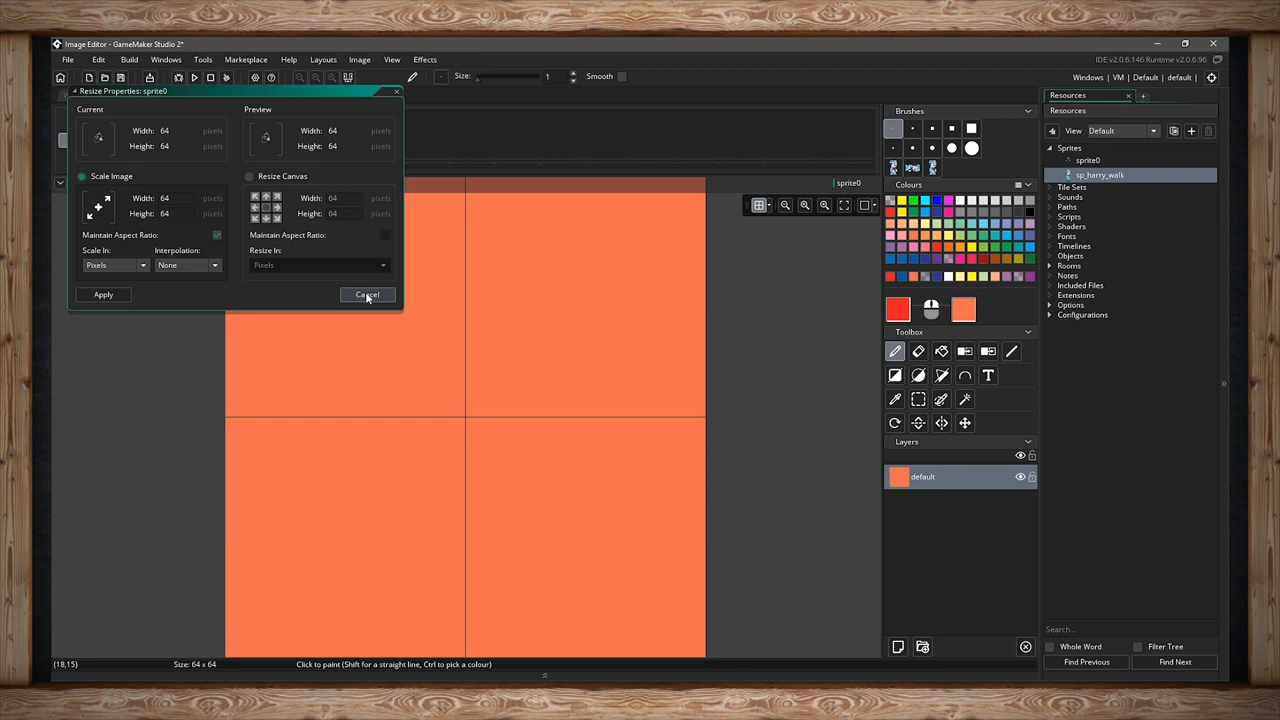 Image Editor - GameMaker Studio 2*
File Edit Build Windows Tools Marketplace Help Layouts Image View Effects
IDE v2.0.6.146 Runtime v2.0.6.96
Size: 1 Smooth
Windows | VM | Default | default |
Resize Properties: sprite0
Current
Width: 64 pixels
Height: 64 pixels
Preview
Width: 64 pixels
Height: 64 pixels
Scale Image
Width: 64 pixels
Height: 64 pixels
Maintain Aspect Ratio:
Scale In: Interpolation:
Pixels None
Resize Canvas
Width: 64 pixels
Height: 64 pixels
Maintain Aspect Ratio:
Resize In:
Pixels
Apply Cancel
sprite0
Brushes
Colours
Toolbox
T
Layers
default
Resources
Resources
View Default
Sprites
sprite0
sp_harry_walk
Tile Sets
Sounds
Paths
Scripts
Shaders
Fonts
Timelines
Objects
Rooms
Notes
Included Files
Extensions
Options
Configurations
Search...
Whole Word Filter Tree
Find Previous Find Next
(18,15) Size: 64 x 64 Click to paint (Shift for a straight line, Ctrl to pick a colour)